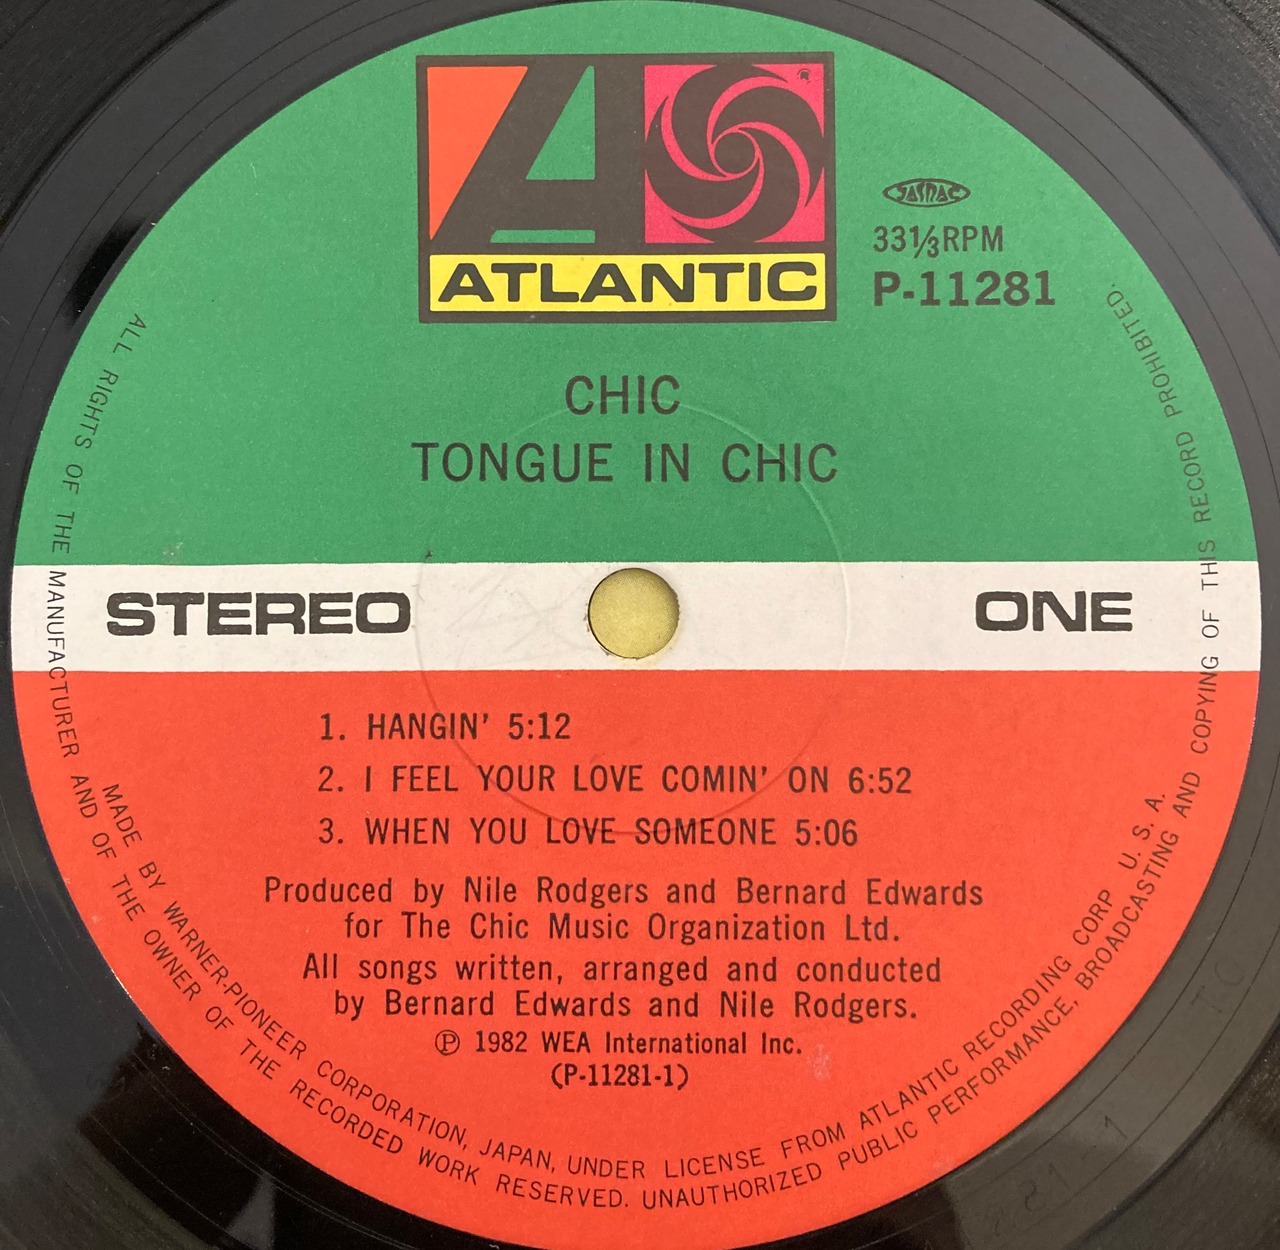 ATLANTIC
JASRAC
33⅓RPM
P-11281
CHIC
TONGUE IN CHIC
STEREO
ONE
1. HANGIN' 5:12
2. I FEEL YOUR LOVE COMIN' ON 6:52
3. WHEN YOU LOVE SOMEONE 5:06
Produced by Nile Rodgers and Bernard Edwards
for The Chic Music Organization Ltd.
All songs written, arranged and conducted
by Bernard Edwards and Nile Rodgers.
℗ 1982 WEA International Inc.
(P-11281-1)
MADE BY WARNER-PIONEER CORPORATION, JAPAN, UNDER LICENSE FROM ATLANTIC RECORDING CORP U. S. A.
ALL RIGHTS OF THE MANUFACTURER AND OF THE OWNER OF THE RECORDED WORK RESERVED. UNAUTHORIZED PUBLIC PERFORMANCE, BROADCASTING AND COPYING OF THIS RECORD PROHIBITED.